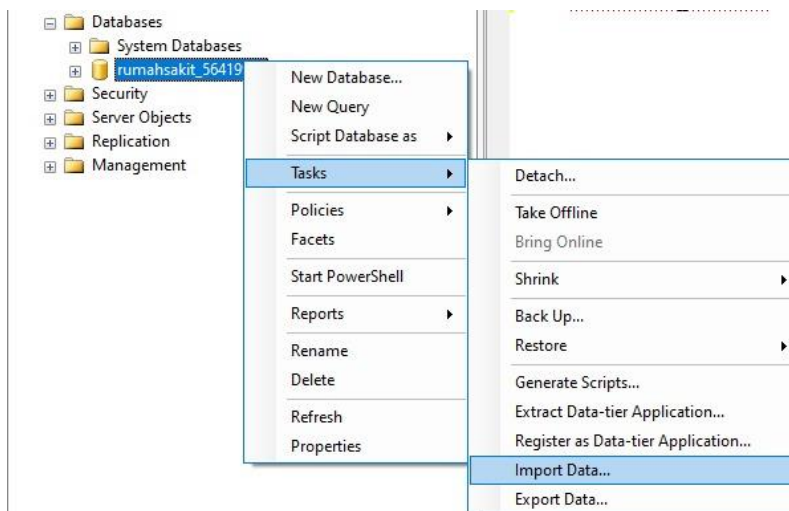 Databases
System Databases
rumahsakit_56419
Security
Server Objects
Replication
Management
New Database...
New Query
Script Database as
Tasks
Policies
Facets
Start PowerShell
Reports
Rename
Delete
Refresh
Properties
Detach...
Take Offline
Bring Online
Shrink
Back Up...
Restore
Generate Scripts...
Extract Data-tier Application...
Register as Data-tier Application...
Import Data...
Export Data...